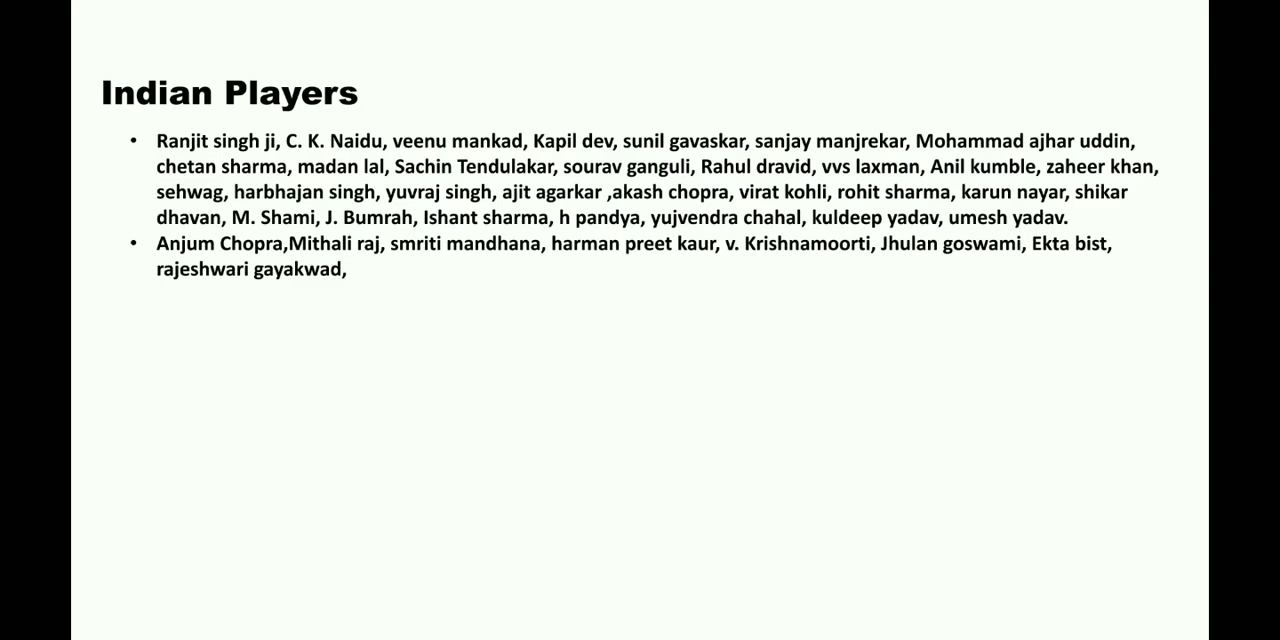 Indian Players
• Ranjit singh ji, C. K. Naidu, veenu mankad, Kapil dev, sunil gavaskar, sanjay manjrekar, Mohammad ajhar uddin,
chetan sharma, madan lal, Sachin Tendulakar, sourav ganguli, Rahul dravid, vvs laxman, Anil kumble, zaheer khan,
sehwag, harbhajan singh, yuvraj singh, ajit agarkar ,akash chopra, virat kohli, rohit sharma, karun nayar, shikar
dhavan, M. Shami, J. Bumrah, Ishant sharma, h pandya, yujvendra chahal, kuldeep yadav, umesh yadav.
• Anjum Chopra,Mithali raj, smriti mandhana, harman preet kaur, v. Krishnamoorti, Jhulan goswami, Ekta bist,
rajeshwari gayakwad,